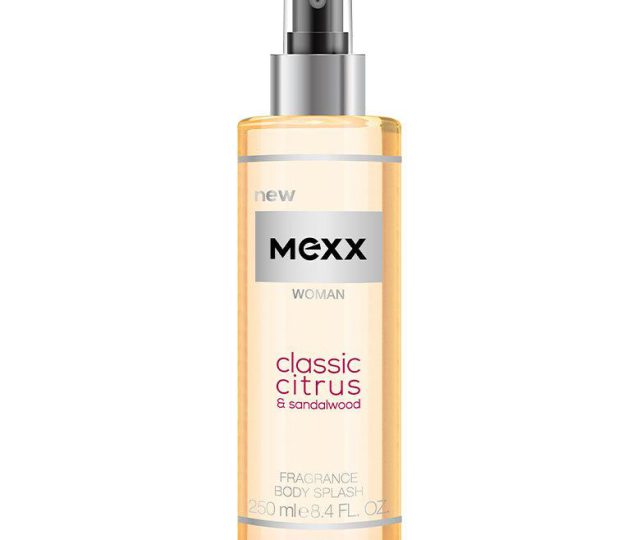 new
mexx
WOMAN
classic
citrus
& sandalwood
FRAGRANCE
BODY SPLASH
250 ml e 8.4 FL. OZ.